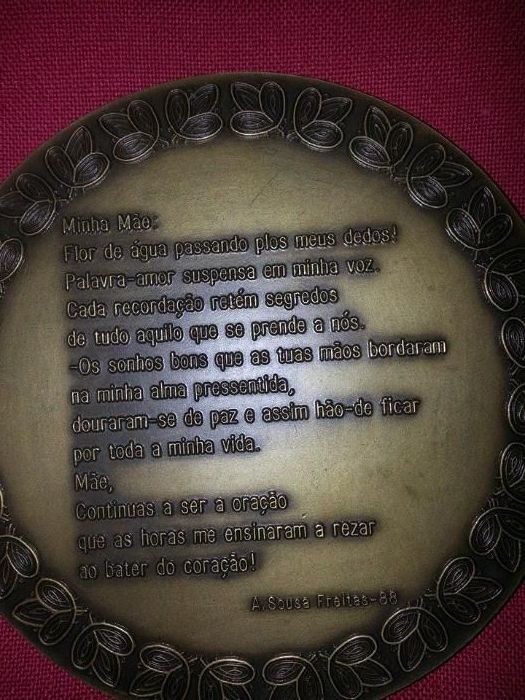 Minha Mãe:
Flor de água passando plos meus dedos!
Palavra-amor suspensa em minha voz.
Cada recordação retém segredos
de tudo aquilo que se prende a nós.
-Os sonhos bons que as tuas mãos bordaram
na minha alma pressentida,
douraram-se de paz e assim hão-de ficar
por toda a minha vida.
Mãe,
Continuas a ser a oração
que as horas me ensinaram a rezar
ao bater do coração!
A.Sousa Freitas-88